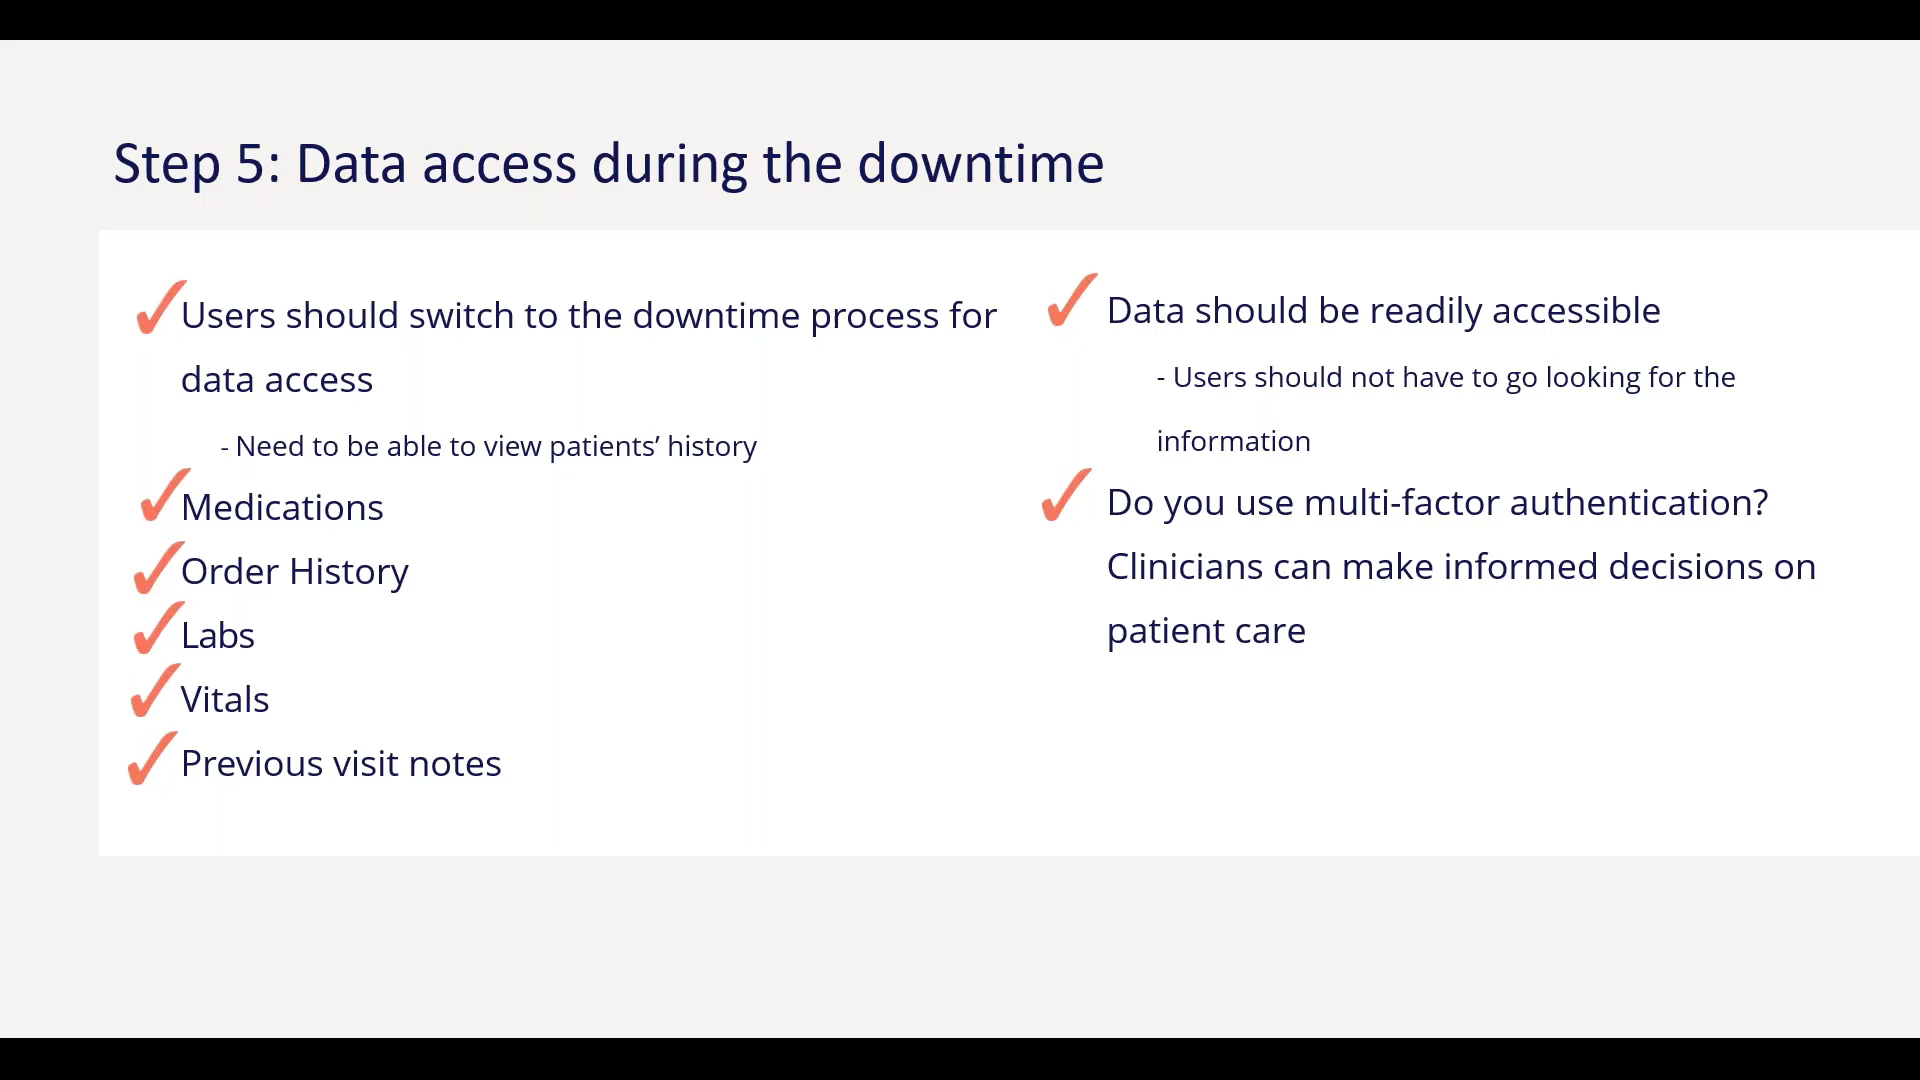 Step 5: Data access during the downtime
Users should switch to the downtime process for
data access
- Need to be able to view patients’ history
Medications
Order History
Labs
Vitals
Previous visit notes
Data should be readily accessible
- Users should not have to go looking for the
information
Do you use multi-factor authentication?
Clinicians can make informed decisions on
patient care